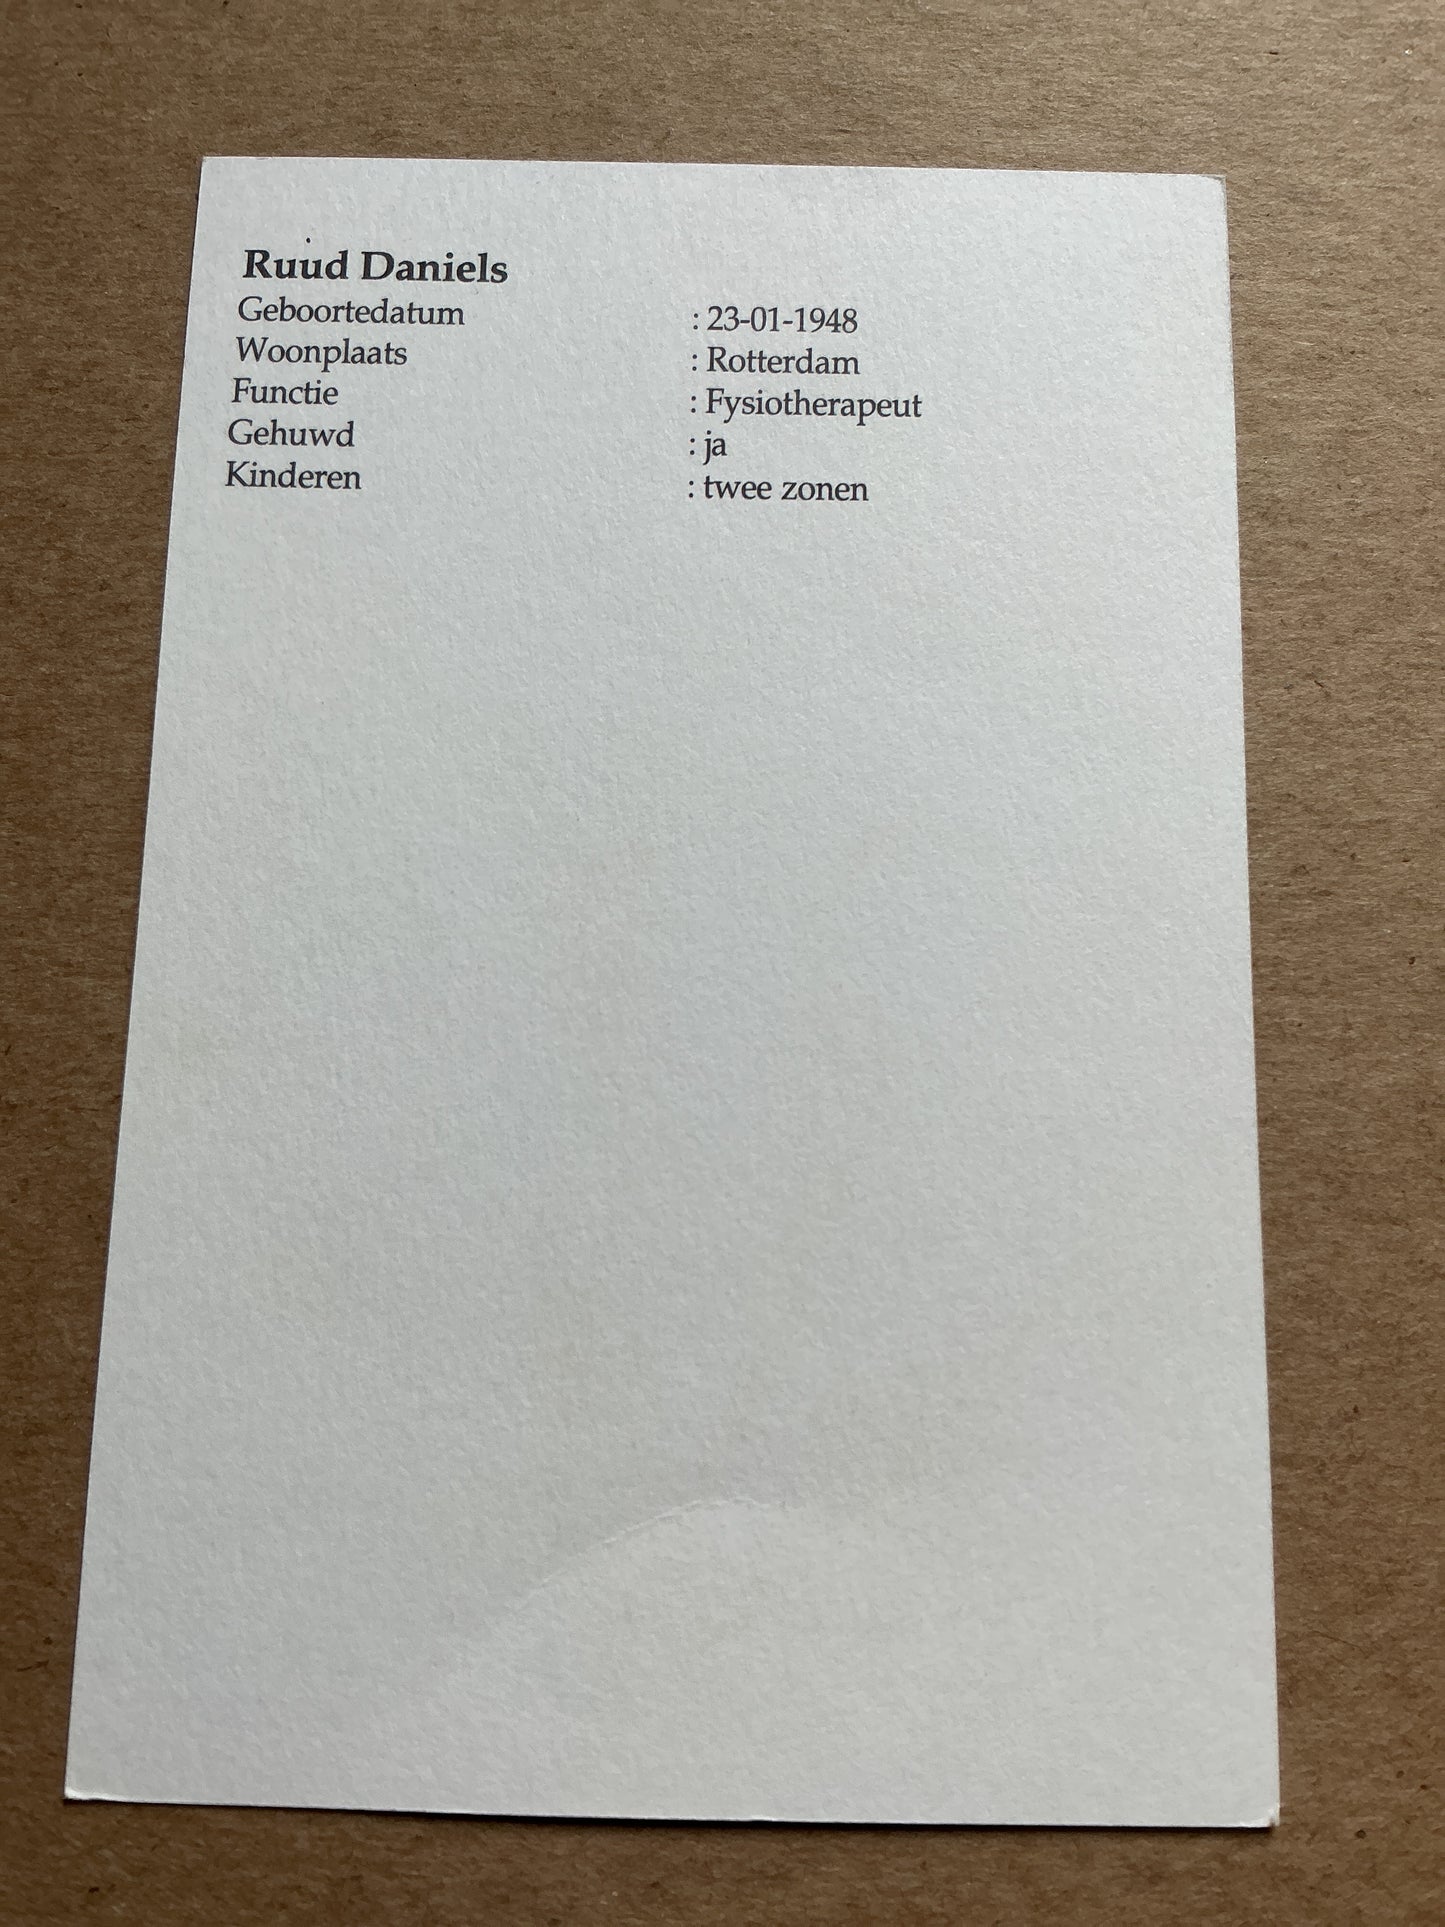 Ruud Daniels
Geboortedatum : 23-01-1948
Woonplaats : Rotterdam
Functie : Fysiotherapeut
Gehuwd : ja
Kinderen : twee zonen